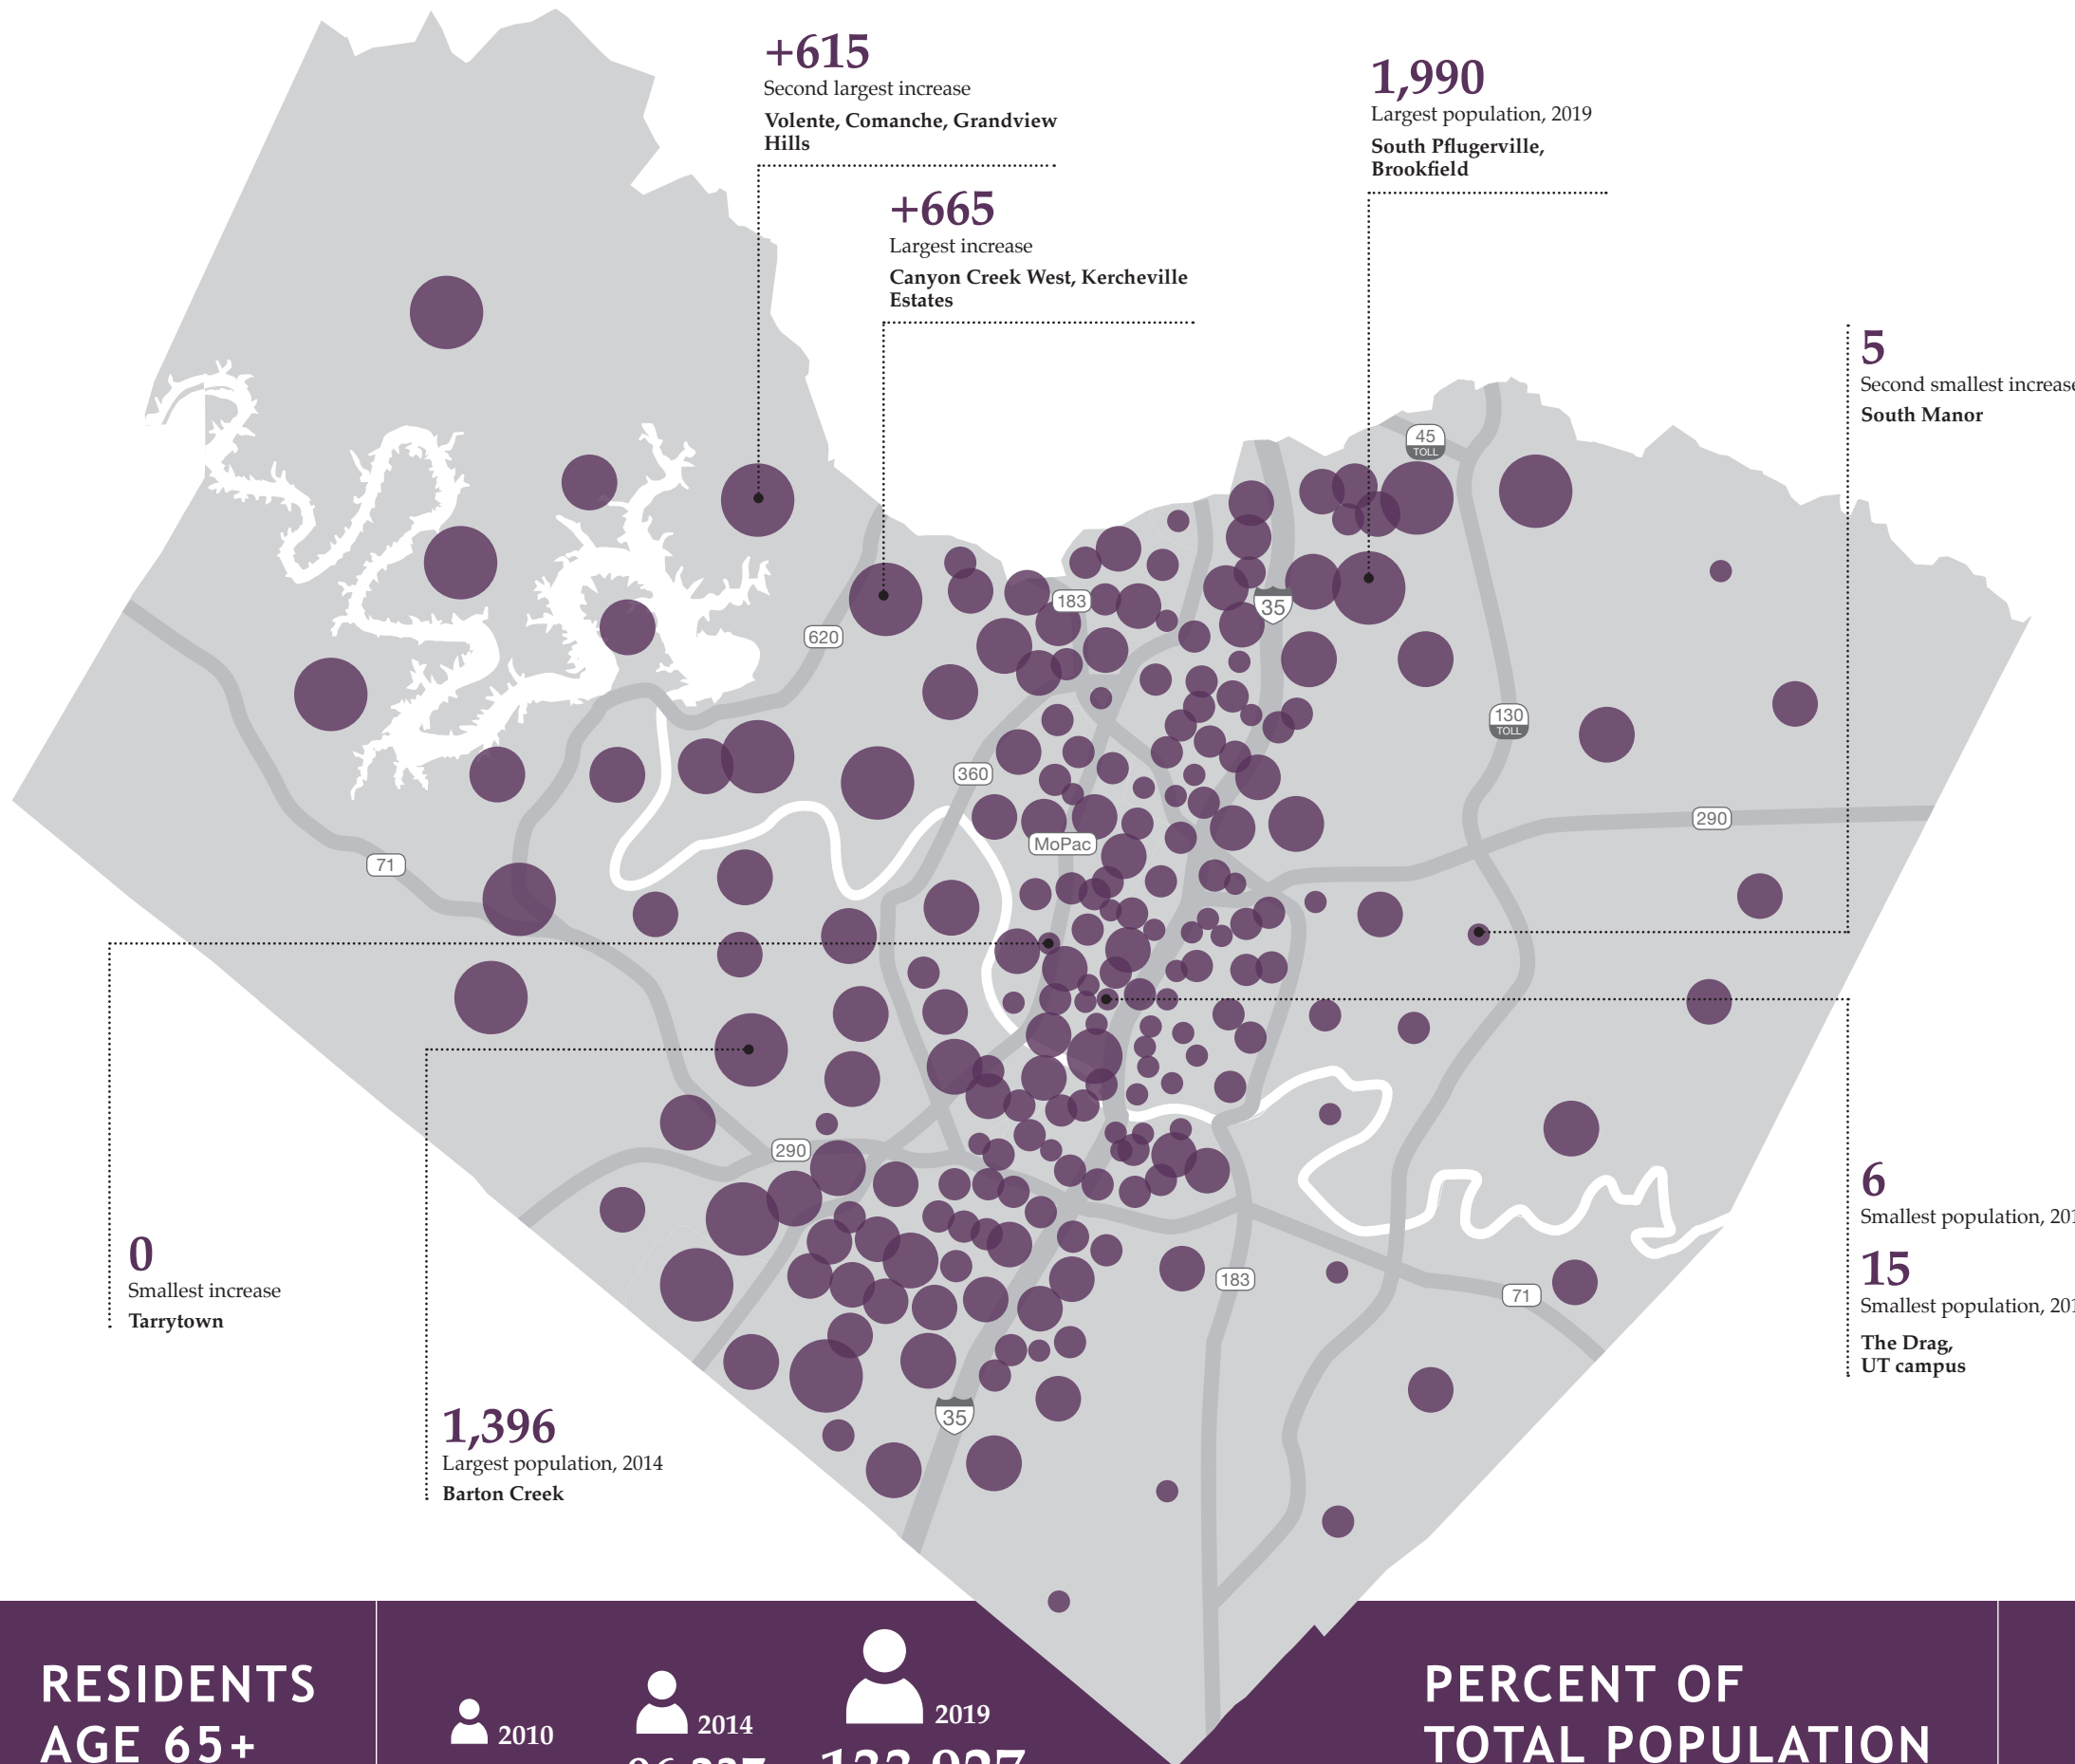 +615
Second largest increase
Volente, Comanche, Grandview
Hills
+665
Largest increase
Canyon Creek West, Kercheville
Estates
1,990
Largest population, 2019
South Pflugerville,
Brookfield
5
Second smallest increase
South Manor
45
TOLL
183
35
620
130
TOLL
360
290
MoPac
71
290
183
71
35
0
Smallest increase
Tarrytown
1,396
Largest population, 2014
Barton Creek
6
Smallest population,
15
Smallest population,
The Drag,
UT campus
RESIDENTS
AGE 65+
2010
2014
2019
PERCENT OF
TOTAL POPULATION